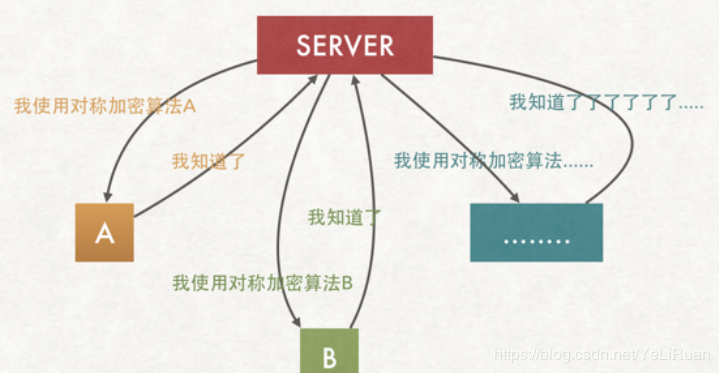 SERVER
我使用对称加密算法A
我知道了了了了了了.....
我知道了
我使用对称加密算法......
A
我知道了
........
我使用对称加密算法B
B
https://blog.csdn.net/YeLiRuan